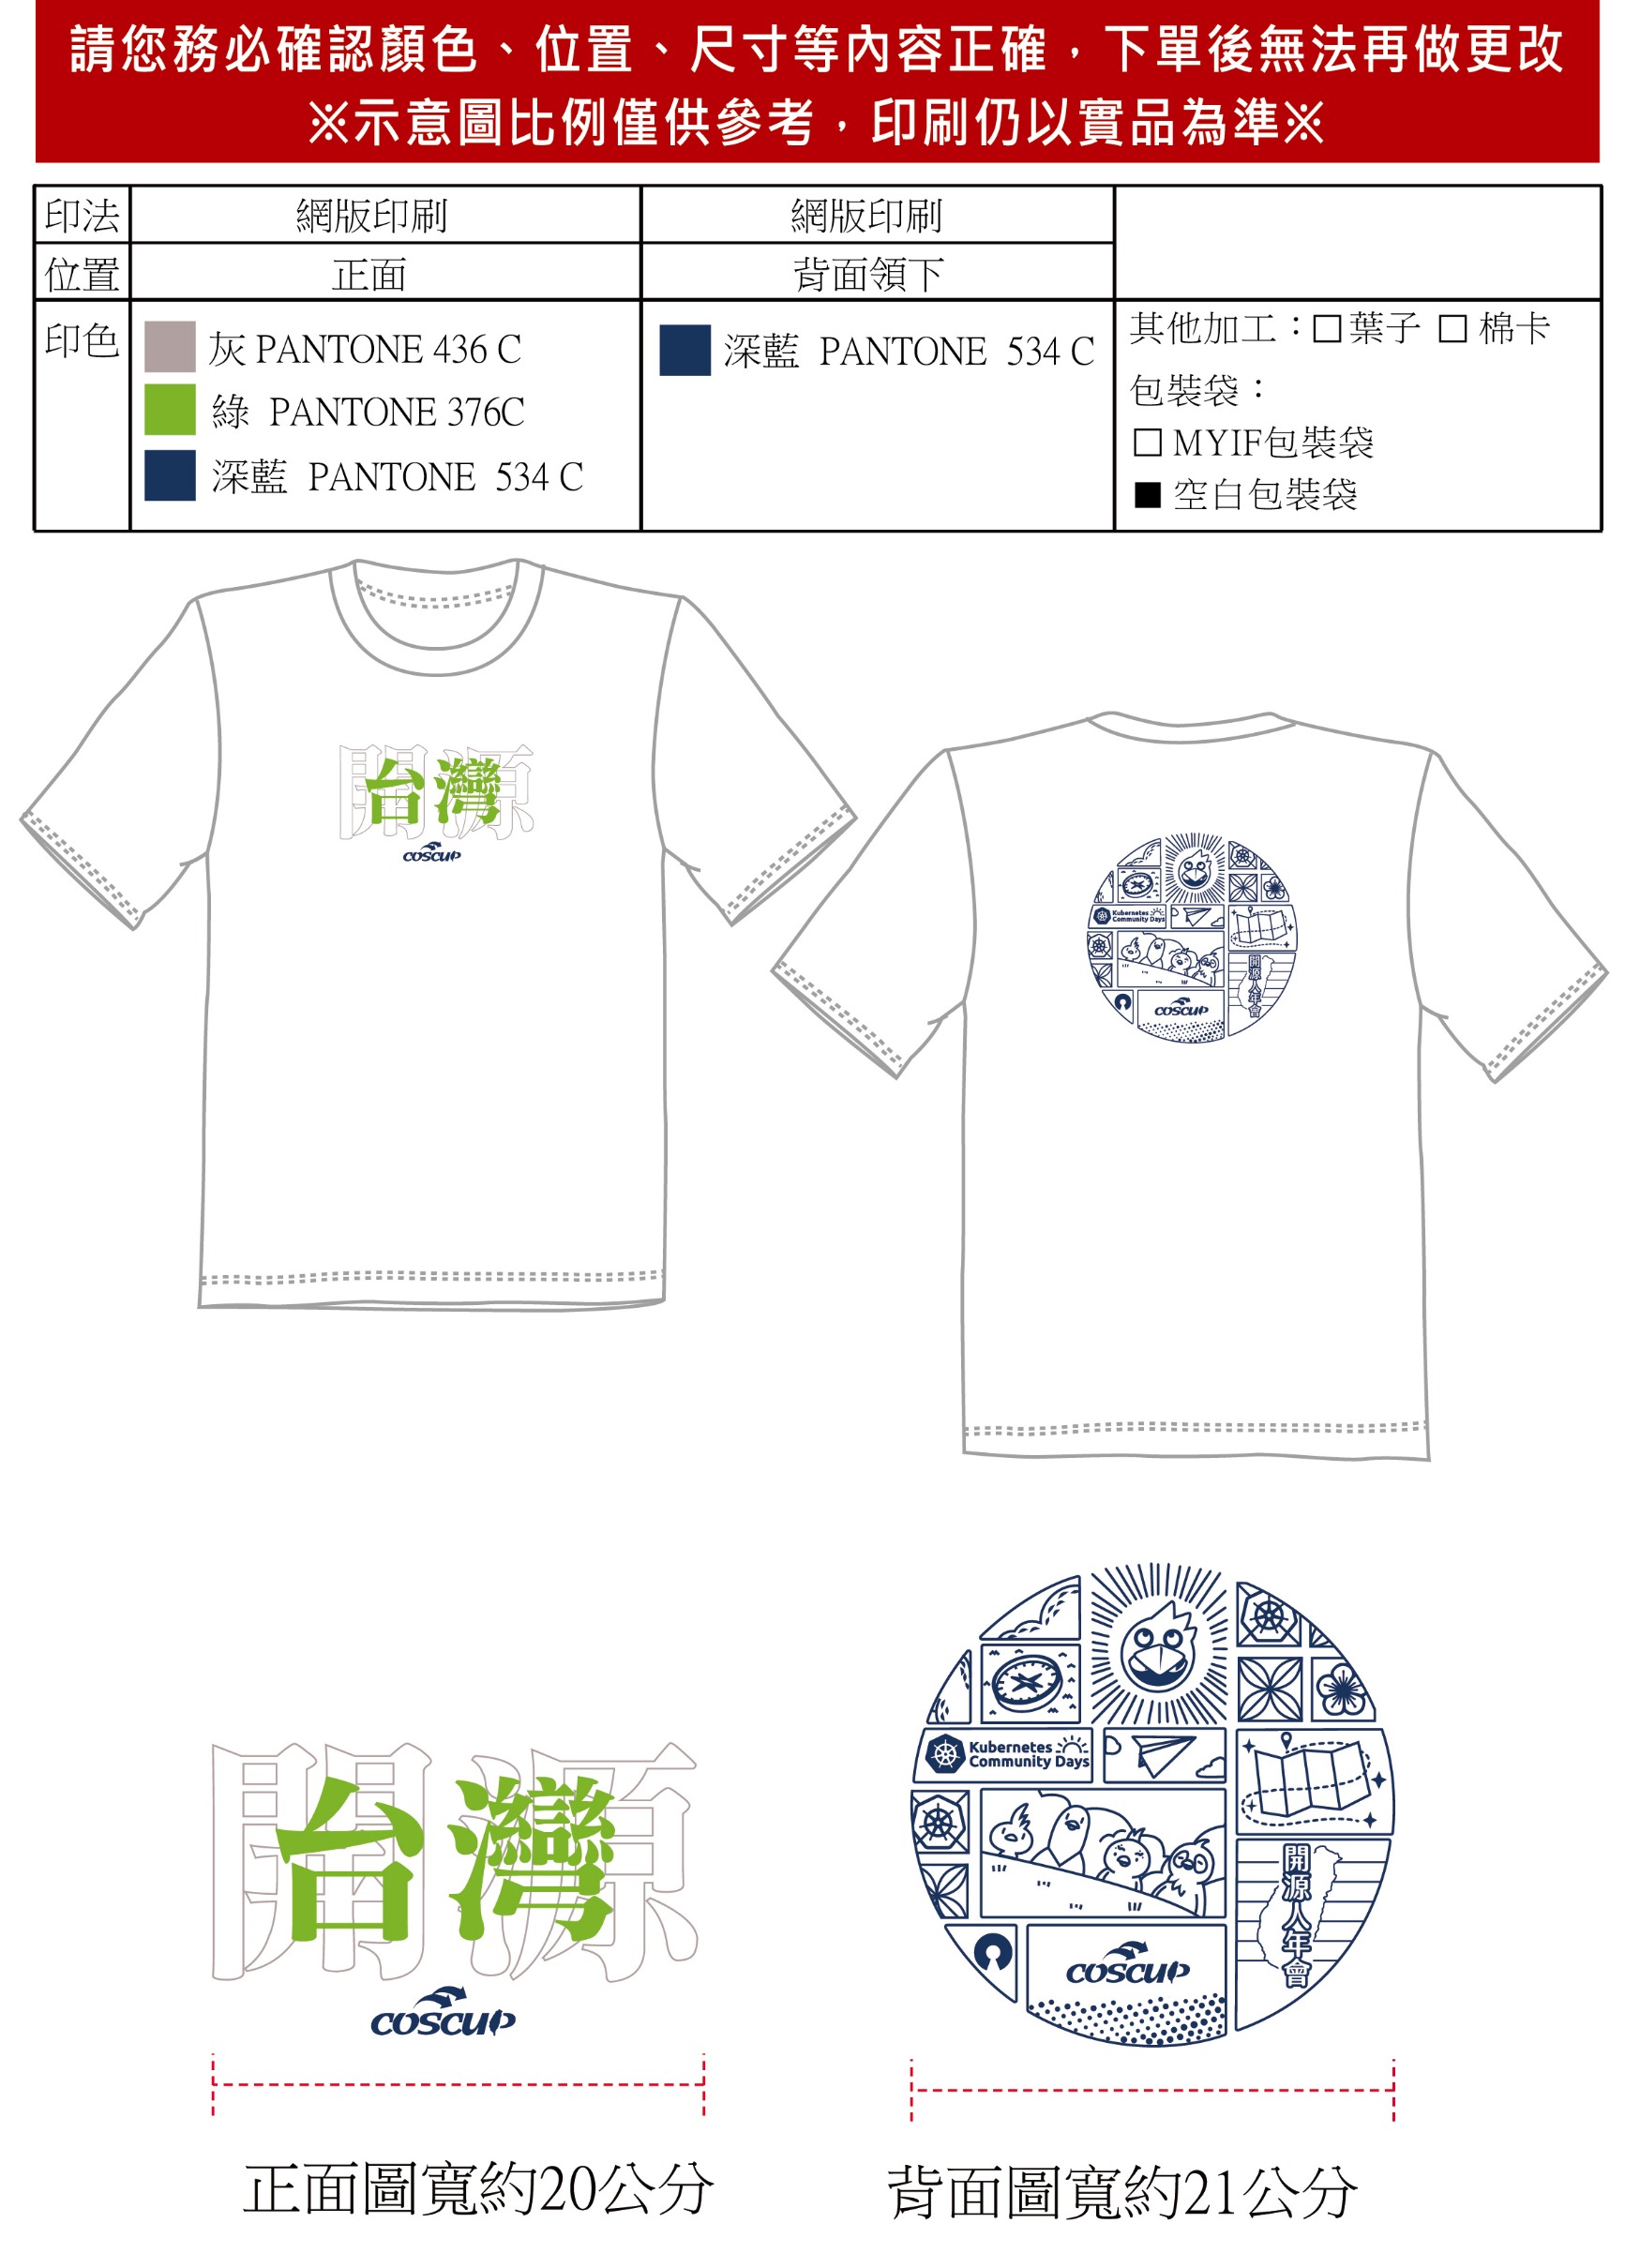 請您務必確認顏色、位置、尺寸等內容正確，下單後無法再做更改
※示意圖比例僅供參考，印刷仍以實品為準※
印法 網版印刷 網版印刷
位置 正面 背面領下
印色
灰 PANTONE 436 C
綠 PANTONE 376C
深藍 PANTONE 534 C
深藍 PANTONE 534 C
其他加工：□葉子 □ 棉卡
包裝袋：
□ MYIF包裝袋
■ 空白包裝袋
開源
台灣
COSCUP
Kubernetes
Community Days
開源人年會
COSCUP
開源
台灣
COSCUP
Kubernetes
Community Days
開源人年會
COSCUP
正面圖寬約20公分
背面圖寬約21公分